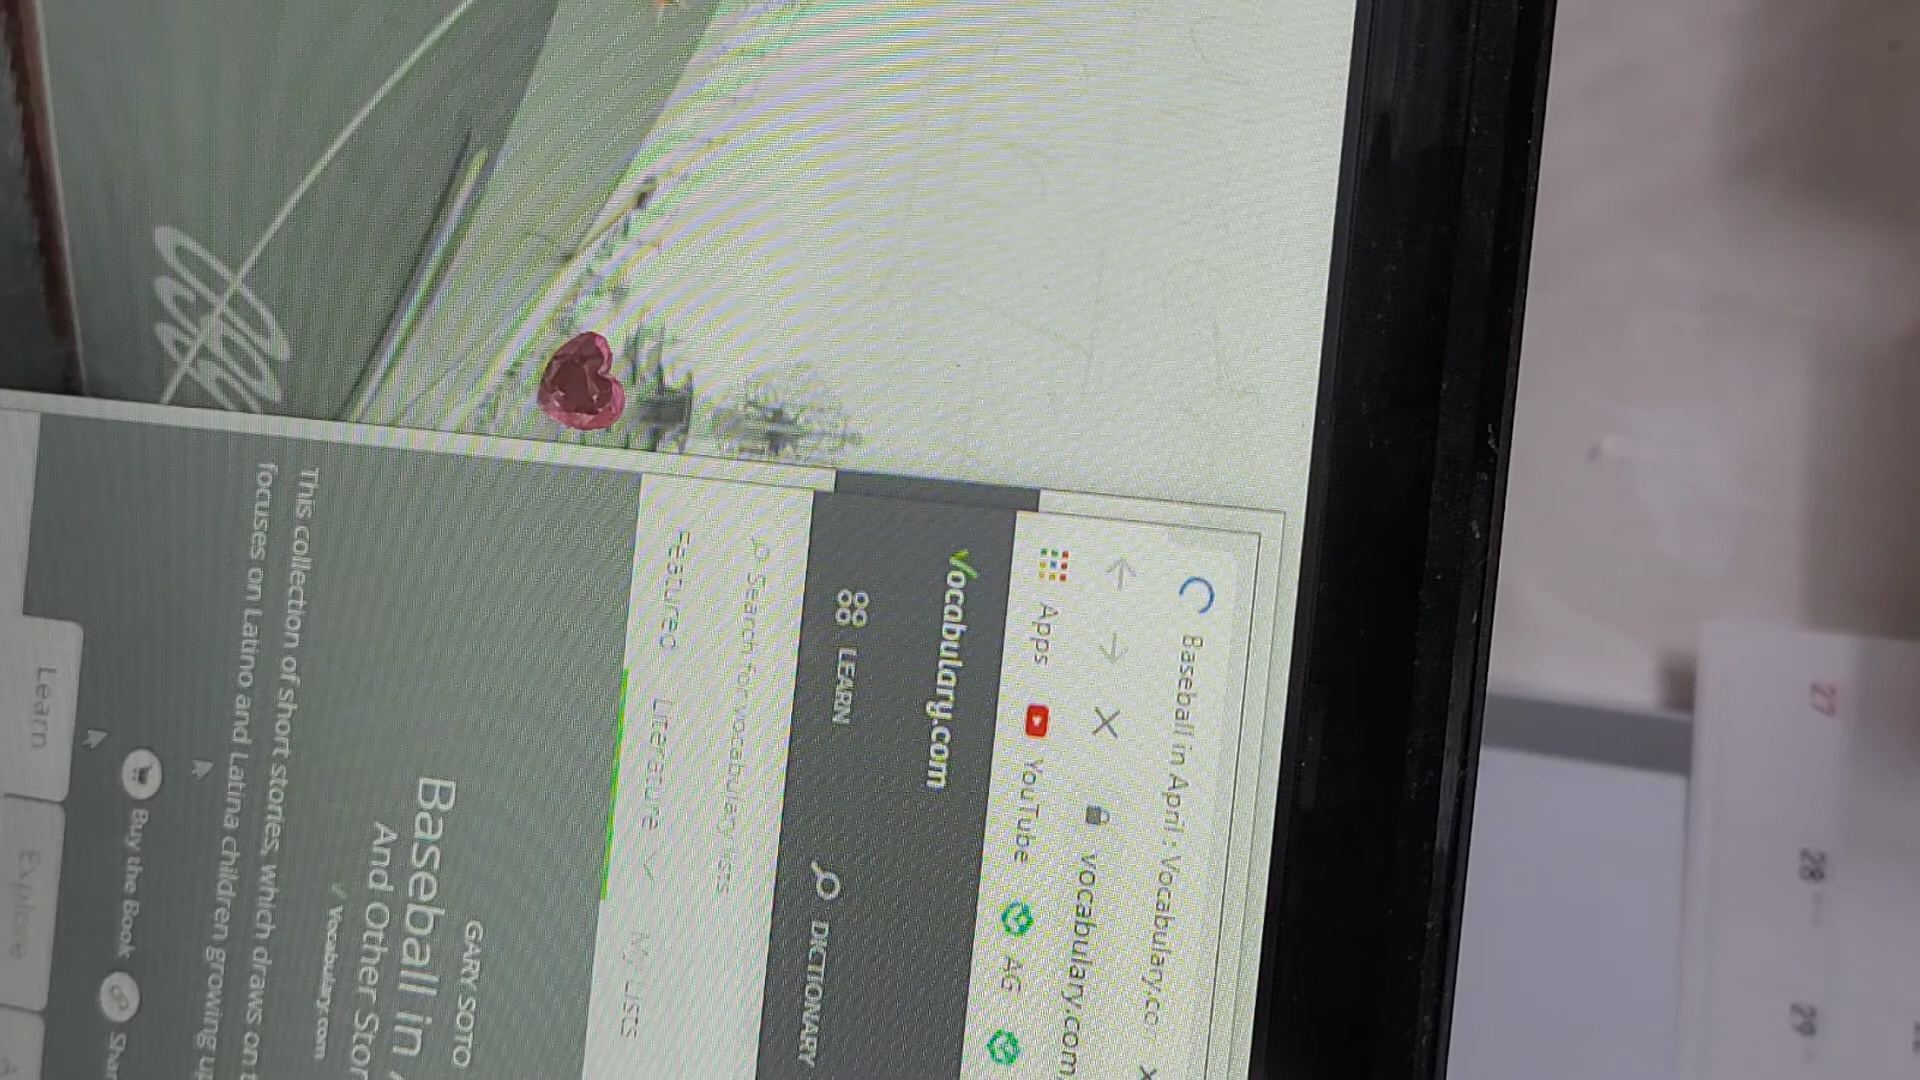 Baseball in April : Vocabulary.co
vocabulary.com
Apps YouTube AG
Vocabulary.com
LEARN DICTIONARY
Search for vocabulary lists
Featured Literature My Lists
GARY SOTO
Baseball in
And Other Stor
Vocabulary.com
This collection of short stories, which draws on
focuses on Latino and Latina children growing up
Buy the Book Shar
Learn Explore
27 28 29